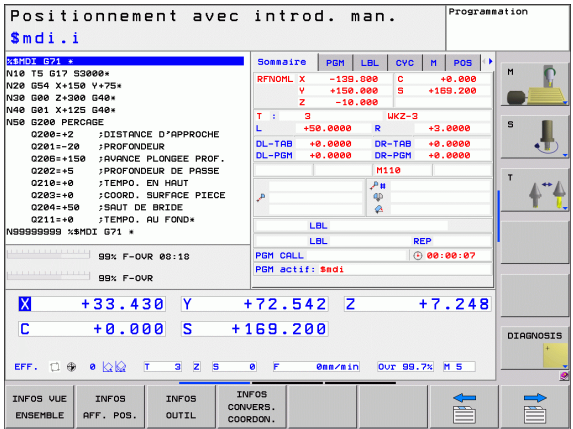 Positionnement avec introd. man.
Programmation
$mdi.i
%$MDI G71 *
N10 T5 G17 S3000*
N20 G54 X+150 Y+75*
N30 G00 Z+300 G40*
N40 G01 X+125 G40*
N50 G200 PERCAGE
Q200=+2 ;DISTANCE D'APPROCHE
Q201=-20 ;PROFONDEUR
Q206=+150 ;AVANCE PLONGEE PROF.
Q202=+5 ;PROFONDEUR DE PASSE
Q210=+0 ;TEMPO. EN HAUT
Q203=+0 ;COORD. SURFACE PIECE
Q204=+50 ;SAUT DE BRIDE
Q211=+0 ;TEMPO. AU FOND*
N99999999 %$MDI G71 *
99% F-OVR 08:18
99% F-OVR
Sommaire PGM LBL CYC M POS
RFNOML X -139.800 C +0.000
Y +150.000 S +169.200
Z -10.000
T : 3 WKZ-3
L +50.0000 R +3.0000
DL-TAB +0.0000 DR-TAB +0.0000
DL-PGM +0.0000 DR-PGM +0.0000
M110
#
LBL
LBL REP
PGM CALL 00:00:07
PGM actif: $mdi
M
S
T
DIAGNOSIS
X +33.430 Y +72.542 Z +7.248
C +0.000 S +169.200
EFF. 0 T 3 Z S 0 F 0mm/min Ovr 99.7% M 5
INFOS VUE ENSEMBLE
INFOS AFF. POS.
INFOS OUTIL
INFOS CONVERS. COORDON.